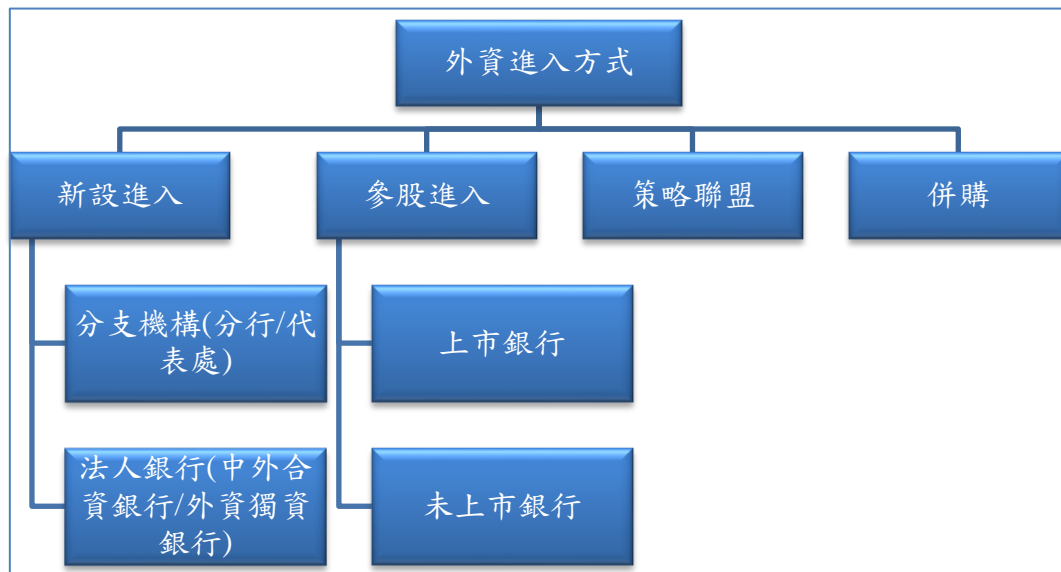 外資進入方式
新設進入
參股進入
策略聯盟
併購
分支機構(分行/代
表處)
上市銀行
法人銀行(中外合
資銀行/外資獨資
銀行)
未上市銀行